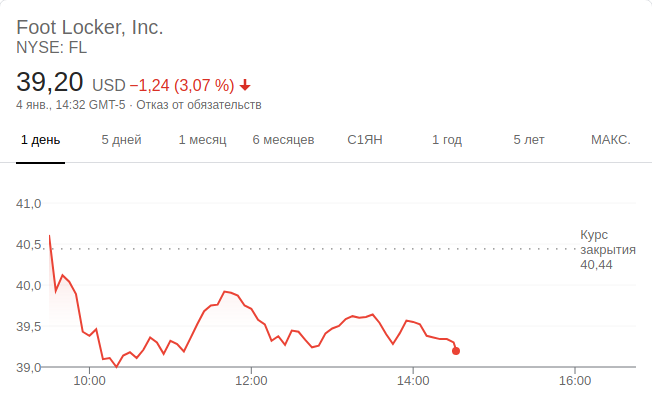 Foot Locker, Inc.
NYSE: FL
39,20 USD −1,24 (3,07 %)
4 янв., 14:32 GMT-5 · Отказ от обязательств
1 день 5 дней 1 месяц 6 месяцев С1ЯН 1 год 5 лет МАКС.
41,0
40,5
40,0
39,5
39,0
Курс
закрытия
40,44
10:00 12:00 14:00 16:00